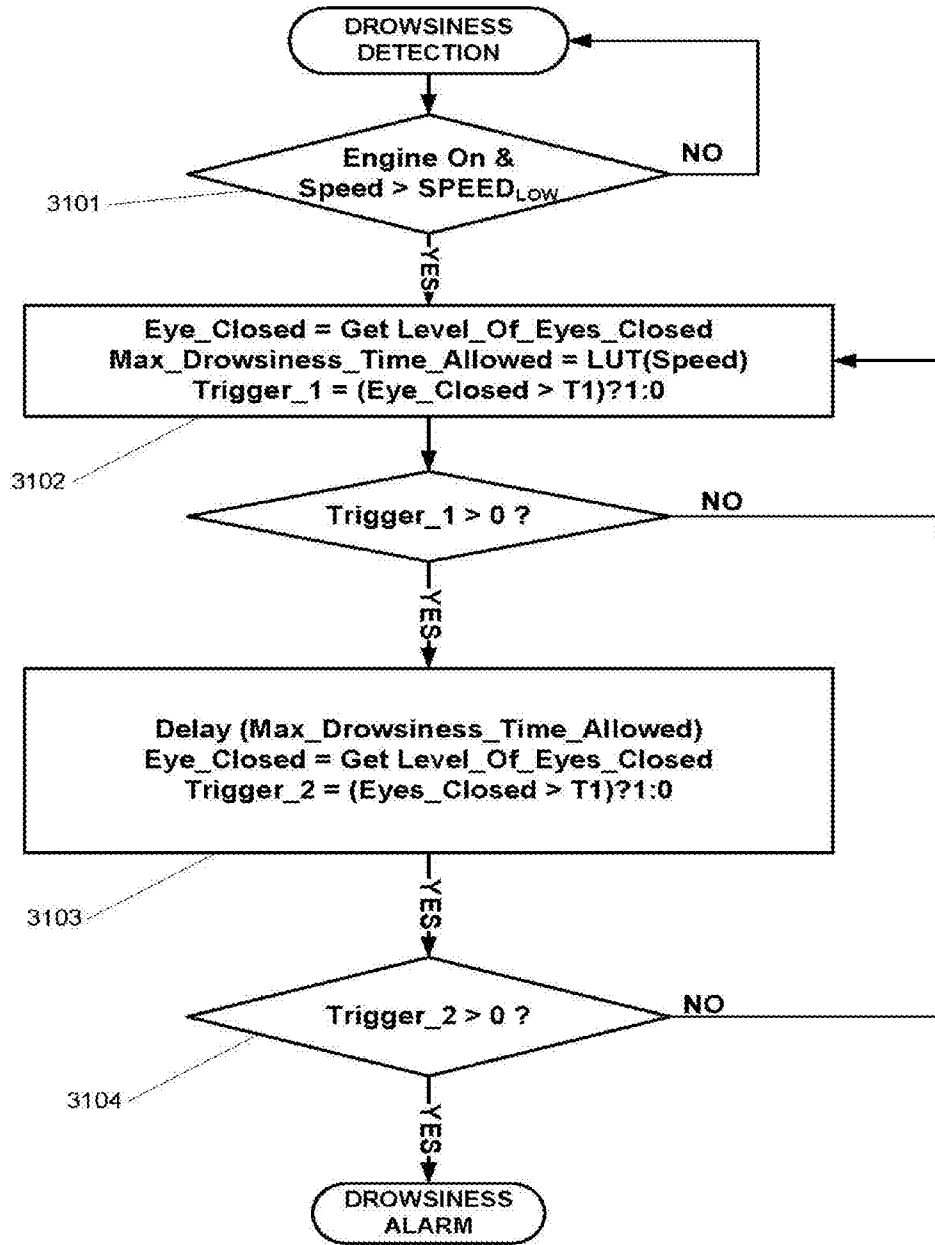 DROWSINESS
DETECTION
Engine On &
Speed > SPEEDLOW
NO
3101
YES
Eye_Closed = Get Level_Of_Eyes_Closed
Max_Drowsiness_Time_Allowed = LUT(Speed)
Trigger_1 = (Eye_Closed > T1)?1:0
3102
Trigger_1 > 0 ?
NO
YES
Delay (Max_Drowsiness_Time_Allowed)
Eye_Closed = Get Level_Of_Eyes_Closed
Trigger_2 = (Eyes_Closed > T1)?1:0
3103
YES
Trigger_2 > 0 ?
NO
3104
YES
DROWSINESS
ALARM